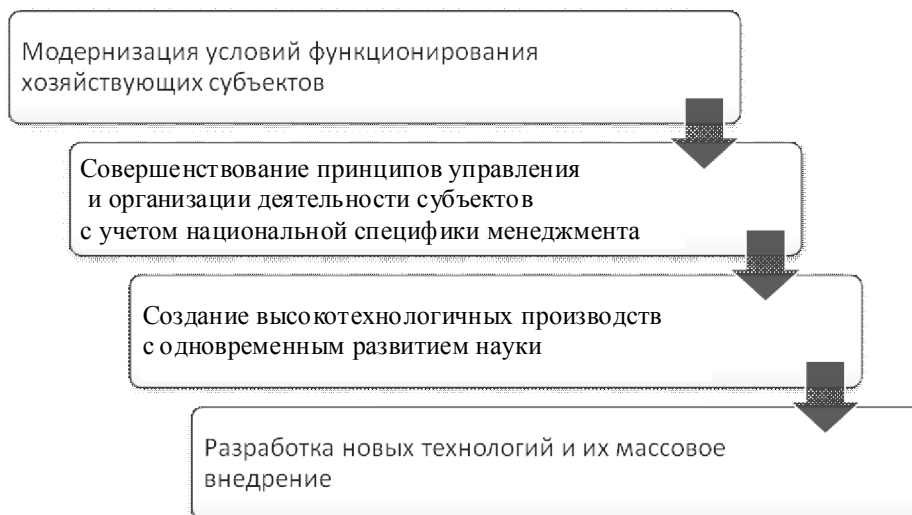 Модернизация условий функционирования
хозяйствующих субъектов
Совершенствование принципов управления
и организации деятельности субъектов
с учетом национальной специфики менеджмента
Создание высокотехнологичных производств
с одновременным развитием науки
Разработка новых технологий и их массовое
внедрение